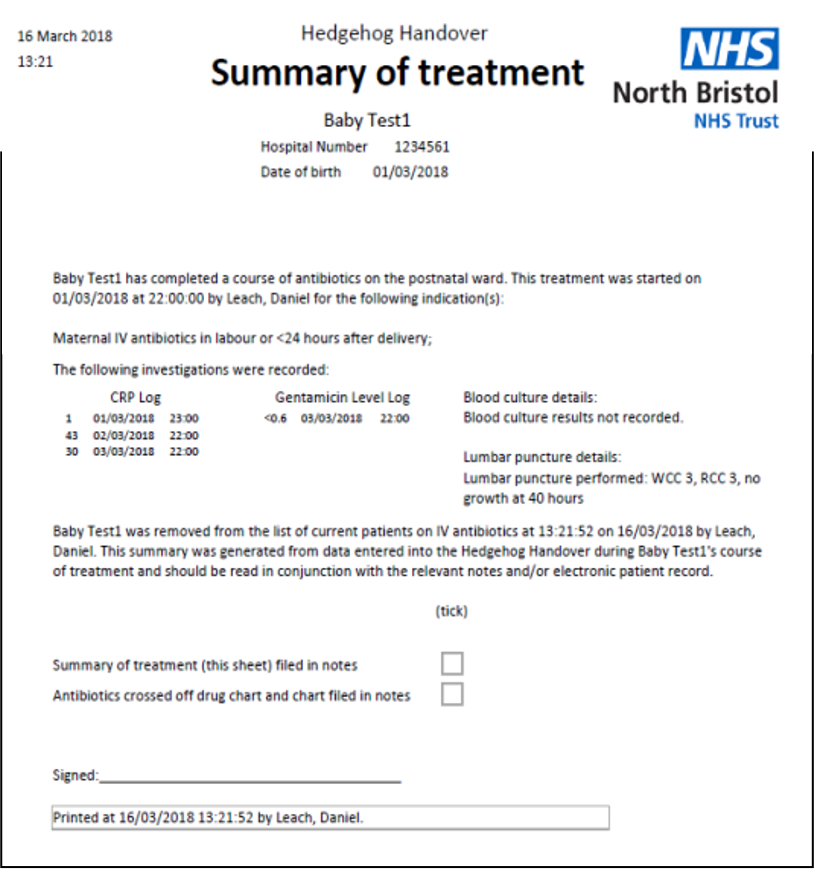 16 March 2018
13:21
Hedgehog Handover
Summary of treatment
NHS
North Bristol
NHS Trust
Baby Test1
Hospital Number 1234561
Date of birth 01/03/2018
Baby Test1 has completed a course of antibiotics on the postnatal ward. This treatment was started on
01/03/2018 at 22:00:00 by Leach, Daniel for the following indication(s):
Maternal IV antibiotics in labour or <24 hours after delivery;
The following investigations were recorded:
CRP Log
1 01/03/2018 23:00
43 02/03/2018 22:00
30 03/03/2018 22:00
Gentamicin Level Log
<0.6 03/03/2018 22:00
Blood culture details:
Blood culture results not recorded.
Lumbar puncture details:
Lumbar puncture performed: WCC 3, RCC 3, no
growth at 40 hours
Baby Test1 was removed from the list of current patients on IV antibiotics at 13:21:52 on 16/03/2018 by Leach,
Daniel. This summary was generated from data entered into the Hedgehog Handover during Baby Test1's course
of treatment and should be read in conjunction with the relevant notes and/or electronic patient record.
(tick)
Summary of treatment (this sheet) filed in notes
Antibiotics crossed off drug chart and chart filed in notes
Signed:
Printed at 16/03/2018 13:21:52 by Leach, Daniel.